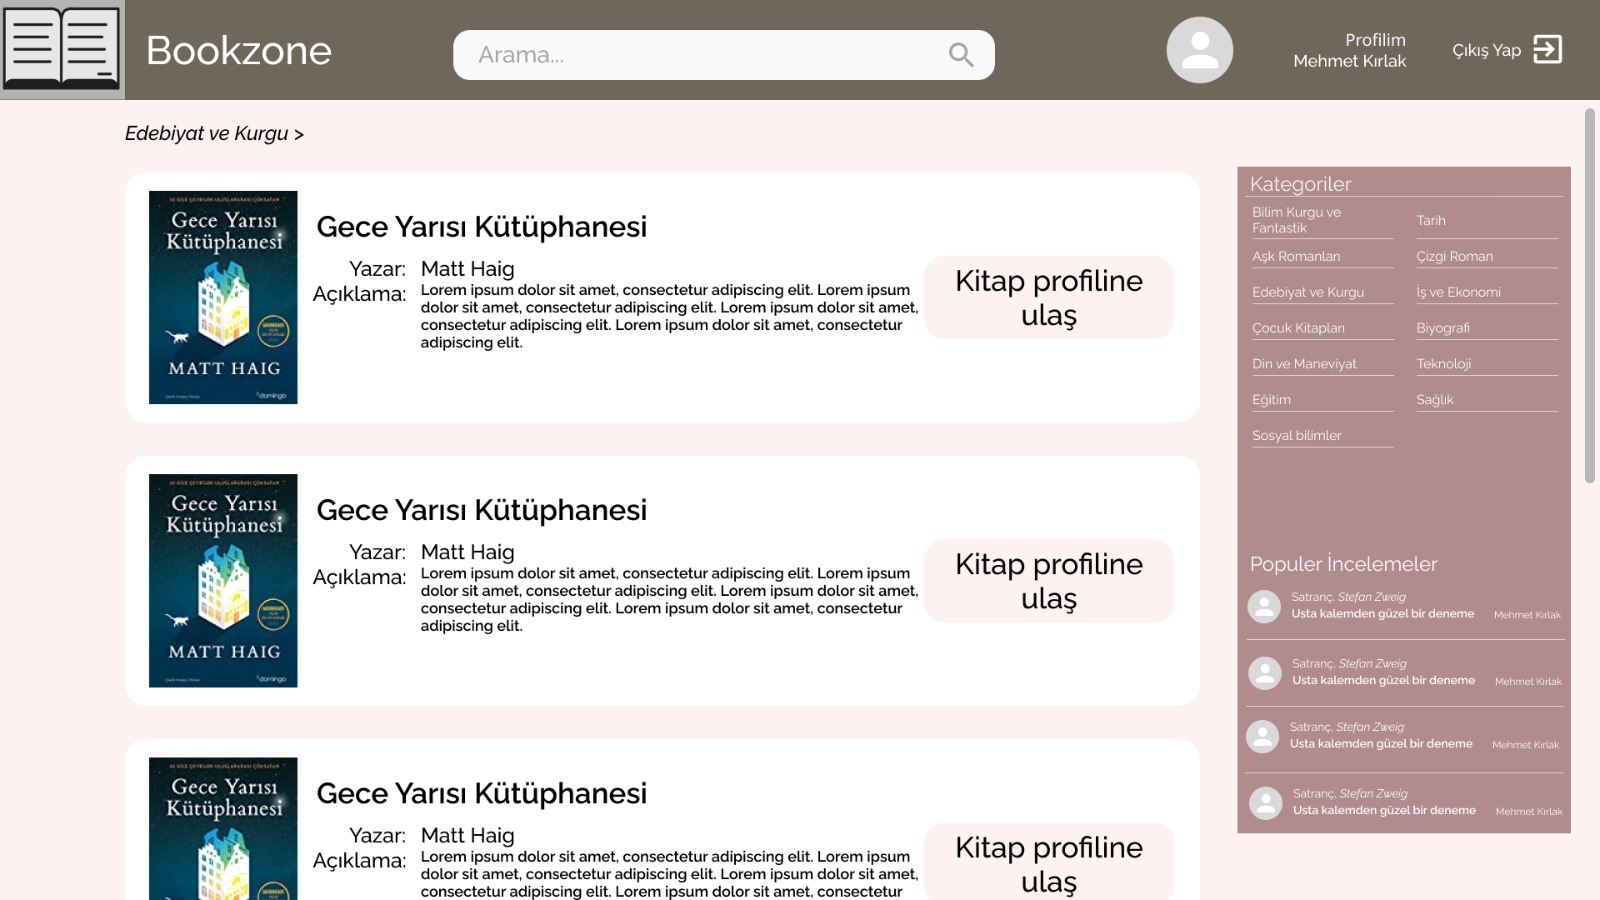 Bookzone
Arama...
Profilim
Mehmet Kırlak
Çıkış Yap
Edebiyat ve Kurgu >
Gece Yarısı
Kütüphanesi
MATT HAIG
domingo
Gece Yarısı Kütüphanesi
Yazar: Matt Haig
Açıklama: Lorem ipsum dolor sit amet, consectetur adipiscing elit. Lorem ipsum
dolor sit amet, consectetur adipiscing elit. Lorem ipsum dolor sit amet,
consectetur adipiscing elit. Lorem ipsum dolor sit amet, consectetur
adipiscing elit.
Kitap profiline
ulaş
Gece Yarısı
Kütüphanesi
MATT HAIG
domingo
Gece Yarısı Kütüphanesi
Yazar: Matt Haig
Açıklama: Lorem ipsum dolor sit amet, consectetur adipiscing elit. Lorem ipsum
dolor sit amet, consectetur adipiscing elit. Lorem ipsum dolor sit amet,
consectetur adipiscing elit. Lorem ipsum dolor sit amet, consectetur
adipiscing elit.
Kitap profiline
ulaş
Gece Yarısı
Kütüphanesi
Gece Yarısı Kütüphanesi
Yazar: Matt Haig
Açıklama: Lorem ipsum dolor sit amet, consectetur adipiscing elit. Lorem ipsum
dolor sit amet, consectetur adipiscing elit. Lorem ipsum dolor sit amet,
consectetur adipiscing elit. Lorem ipsum dolor sit amet, consectetur
Kitap profiline
ulaş
Kategoriler
Bilim Kurgu ve
Fantastik
Tarih
Aşk Romanları
Çizgi Roman
Edebiyat ve Kurgu
İş ve Ekonomi
Çocuk Kitapları
Biyografi
Din ve Maneviyat
Teknoloji
Eğitim
Sağlık
Sosyal bilimler
Populer İncelemeler
Satranç, Stefan Zweig
Usta kalemden güzel bir deneme Mehmet Kırlak
Satranç, Stefan Zweig
Usta kalemden güzel bir deneme Mehmet Kırlak
Satranç, Stefan Zweig
Usta kalemden güzel bir deneme Mehmet Kırlak
Satranç, Stefan Zweig
Usta kalemden güzel bir deneme Mehmet Kırlak